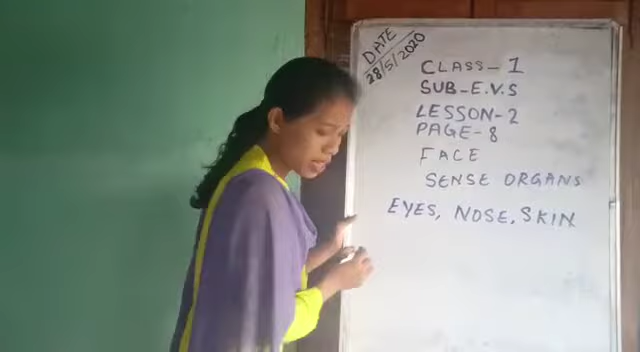 DATE
28/5/2020
CLASS-1
SUB-E.V.S
LESSON-2
PAGE-8
FACE
SENSE ORGANS
EYES, NOSE, SKIN